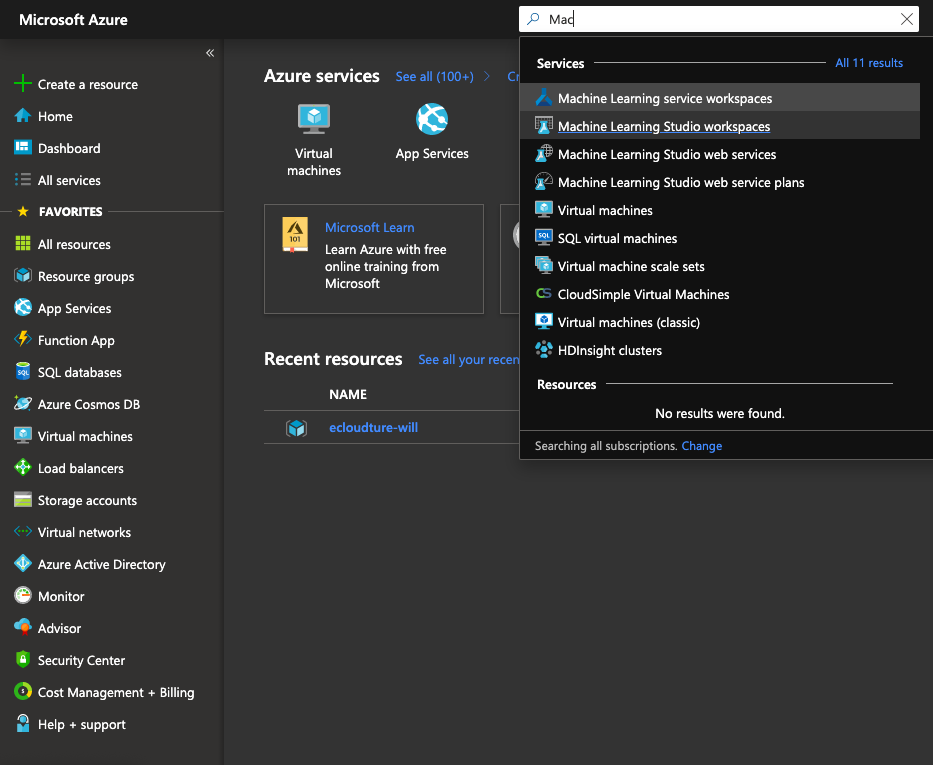 Microsoft Azure
Mac
«
Create a resource
Home
Dashboard
All services
FAVORITES
All resources
Resource groups
App Services
Function App
SQL databases
Azure Cosmos DB
Virtual machines
Load balancers
Storage accounts
Virtual networks
Azure Active Directory
Monitor
Advisor
Security Center
Cost Management + Billing
Help + support
Azure services
See all (100+)
Cr
Virtual
machines
App Services
101
Microsoft Learn
Learn Azure with free
online training from
Microsoft
Recent resources
See all your recen
NAME
ecloudture-will
Services
All 11 results
Machine Learning service workspaces
Machine Learning Studio workspaces
Machine Learning Studio web services
Machine Learning Studio web service plans
Virtual machines
SQL virtual machines
Virtual machine scale sets
CloudSimple Virtual Machines
Virtual machines (classic)
HDInsight clusters
Resources
No results were found.
Searching all subscriptions. Change